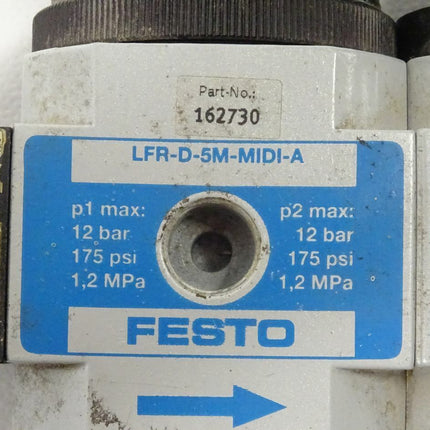 Part-No.:
162730
LFR-D-5M-MIDI-A
p1 max:
12 bar
175 psi
1,2 MPa
p2 max:
12 bar
175 psi
1,2 MPa
FESTO